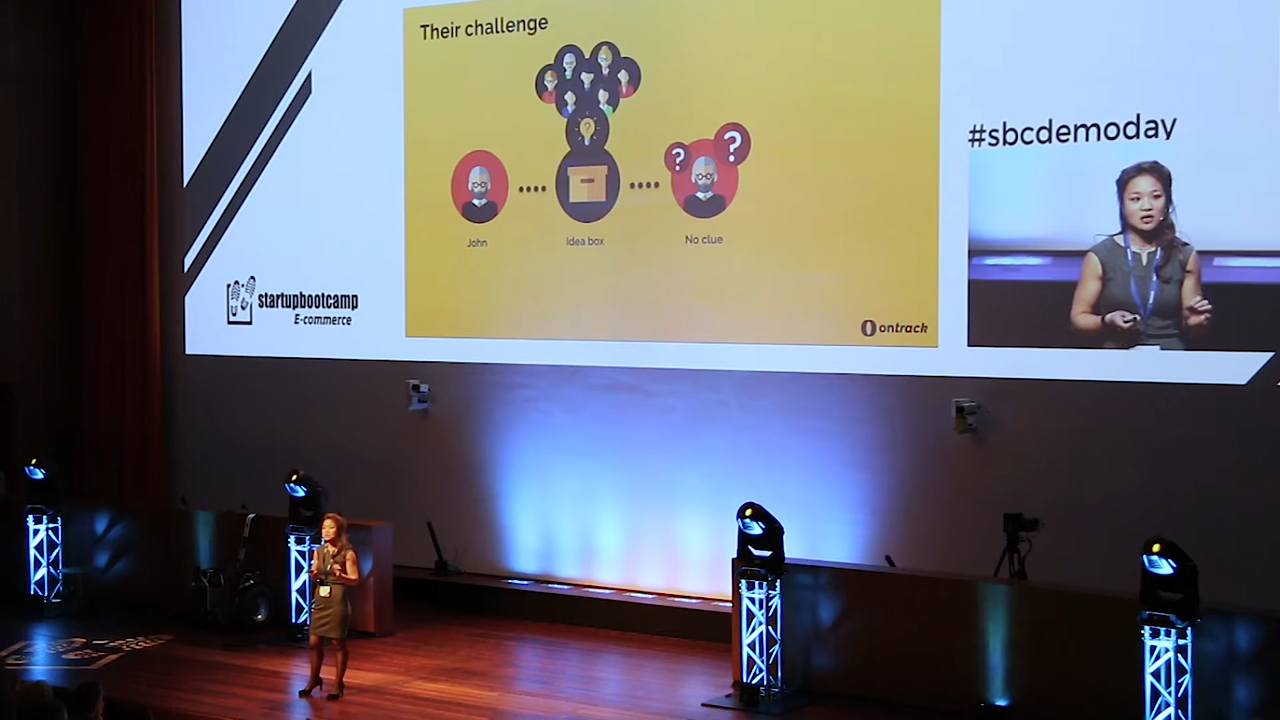 Their challenge
John
Idea box
No clue
ontrack
startupbootcamp
E-commerce
#sbcdemoday